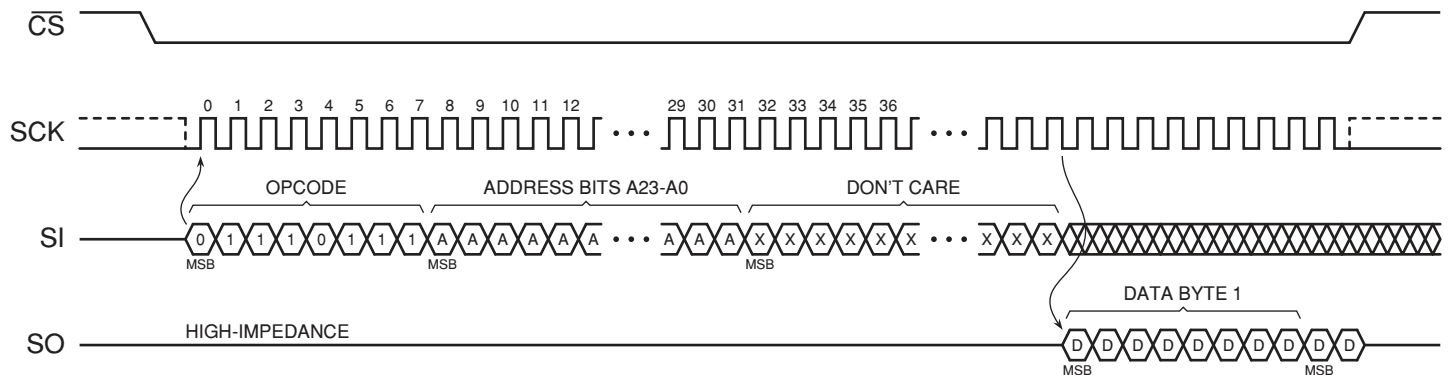 C̅S̅
0 1 2 3 4 5 6 7 8 9 10 11 12 29 30 31 32 33 34 35 36
SCK
OPCODE ADDRESS BITS A23-A0 DON'T CARE
SI 0 1 1 1 0 1 1 1 A A A A A A A A A X X X X X X X X X
MSB MSB MSB
DATA BYTE 1
HIGH-IMPEDANCE
SO D D D D D D D D D D
MSB MSB